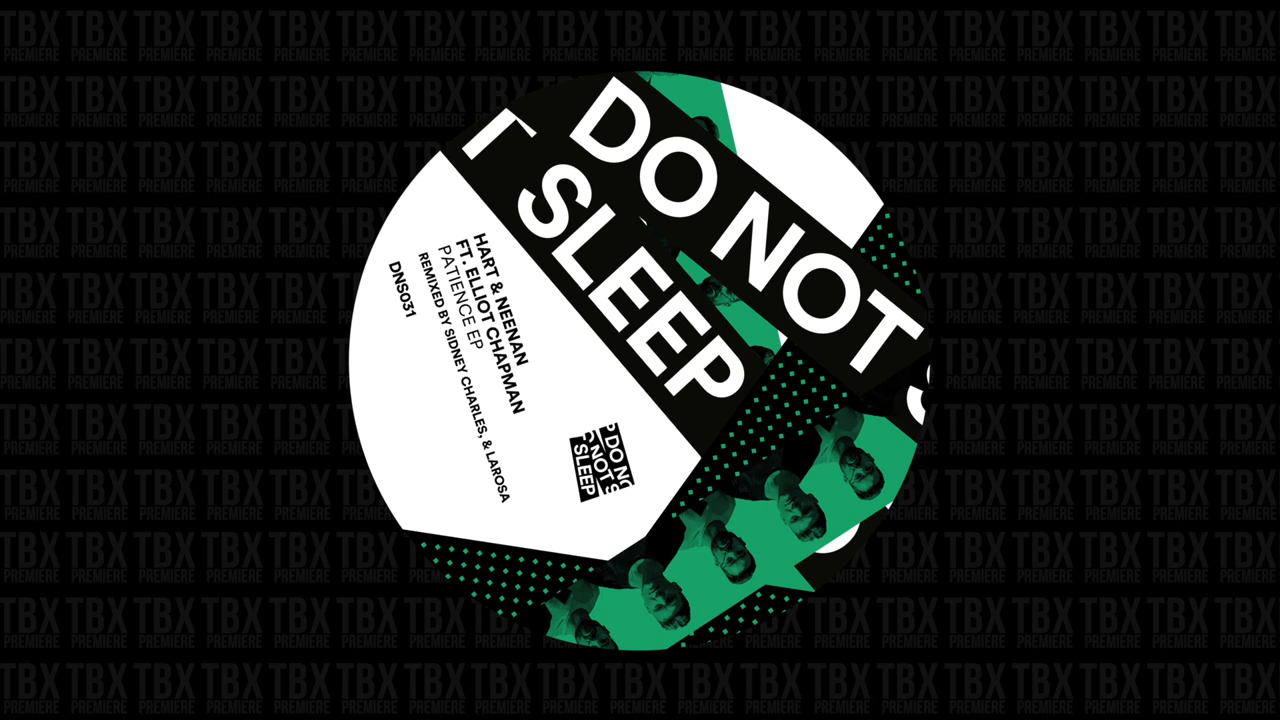 TBX
PREMIERE
DO NOT S
T SLEEP
HART & NEENAN
FT. ELLIOT CHAPMAN
PATIENCE EP
REMIXED BY SIDNEY CHARLES, & LAROSA
DNS031
P DO NO
NOT S
SLEEP